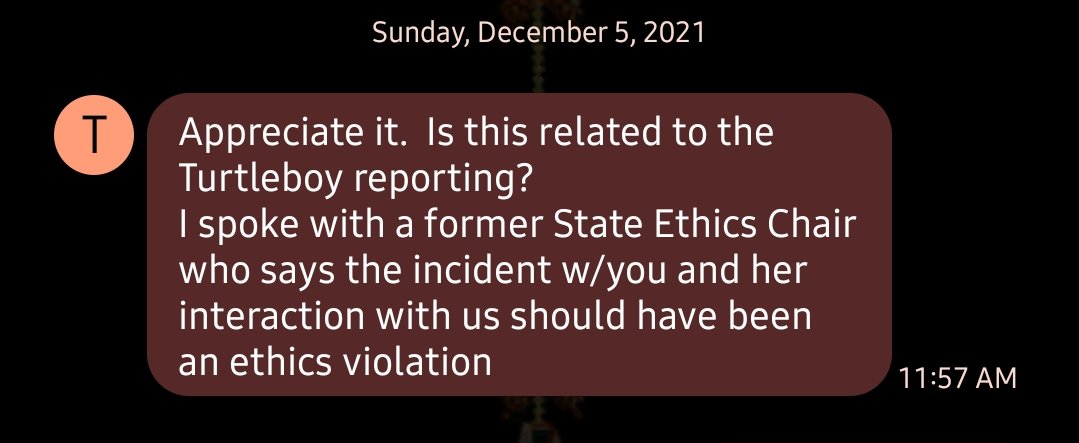 Sunday, December 5, 2021
T
Appreciate it.  Is this related to the
Turtleboy reporting?
I spoke with a former State Ethics Chair
who says the incident w/you and her
interaction with us should have been
an ethics violation
11:57 AM